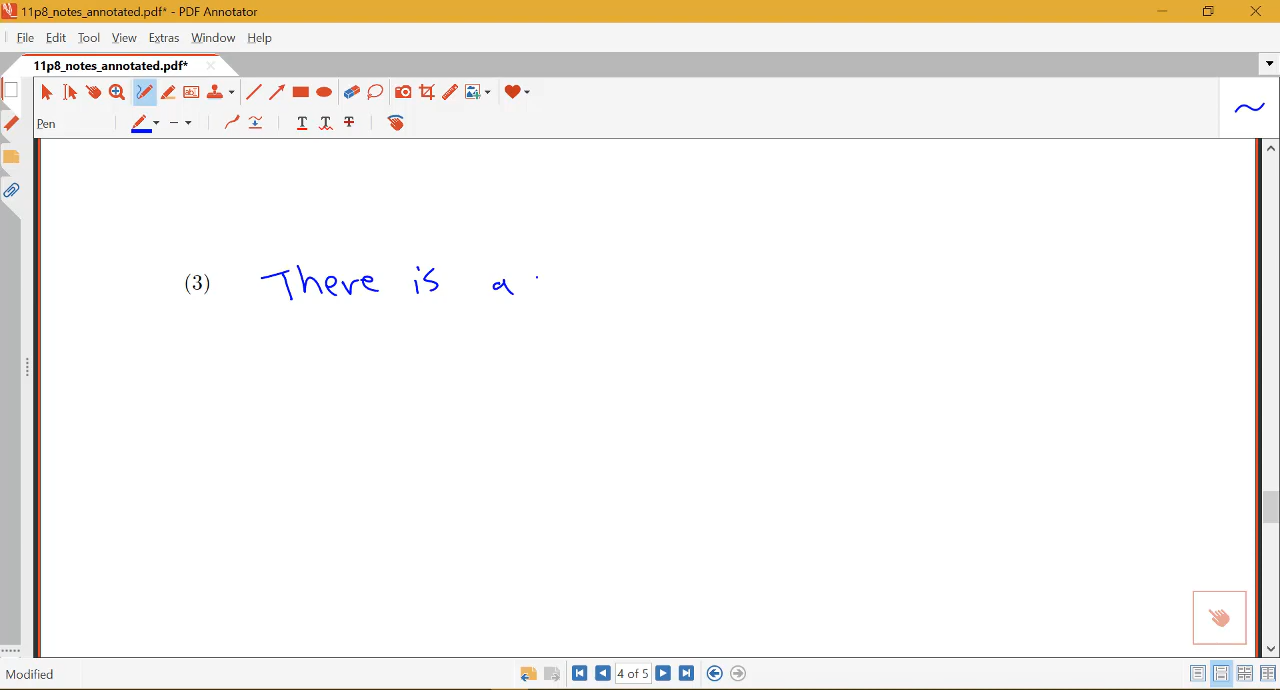 11p8_notes_annotated.pdf* - PDF Annotator
File Edit Tool View Extras Window Help
11p8_notes_annotated.pdf*
Pen
(3) There is a
4 of 5
Modified